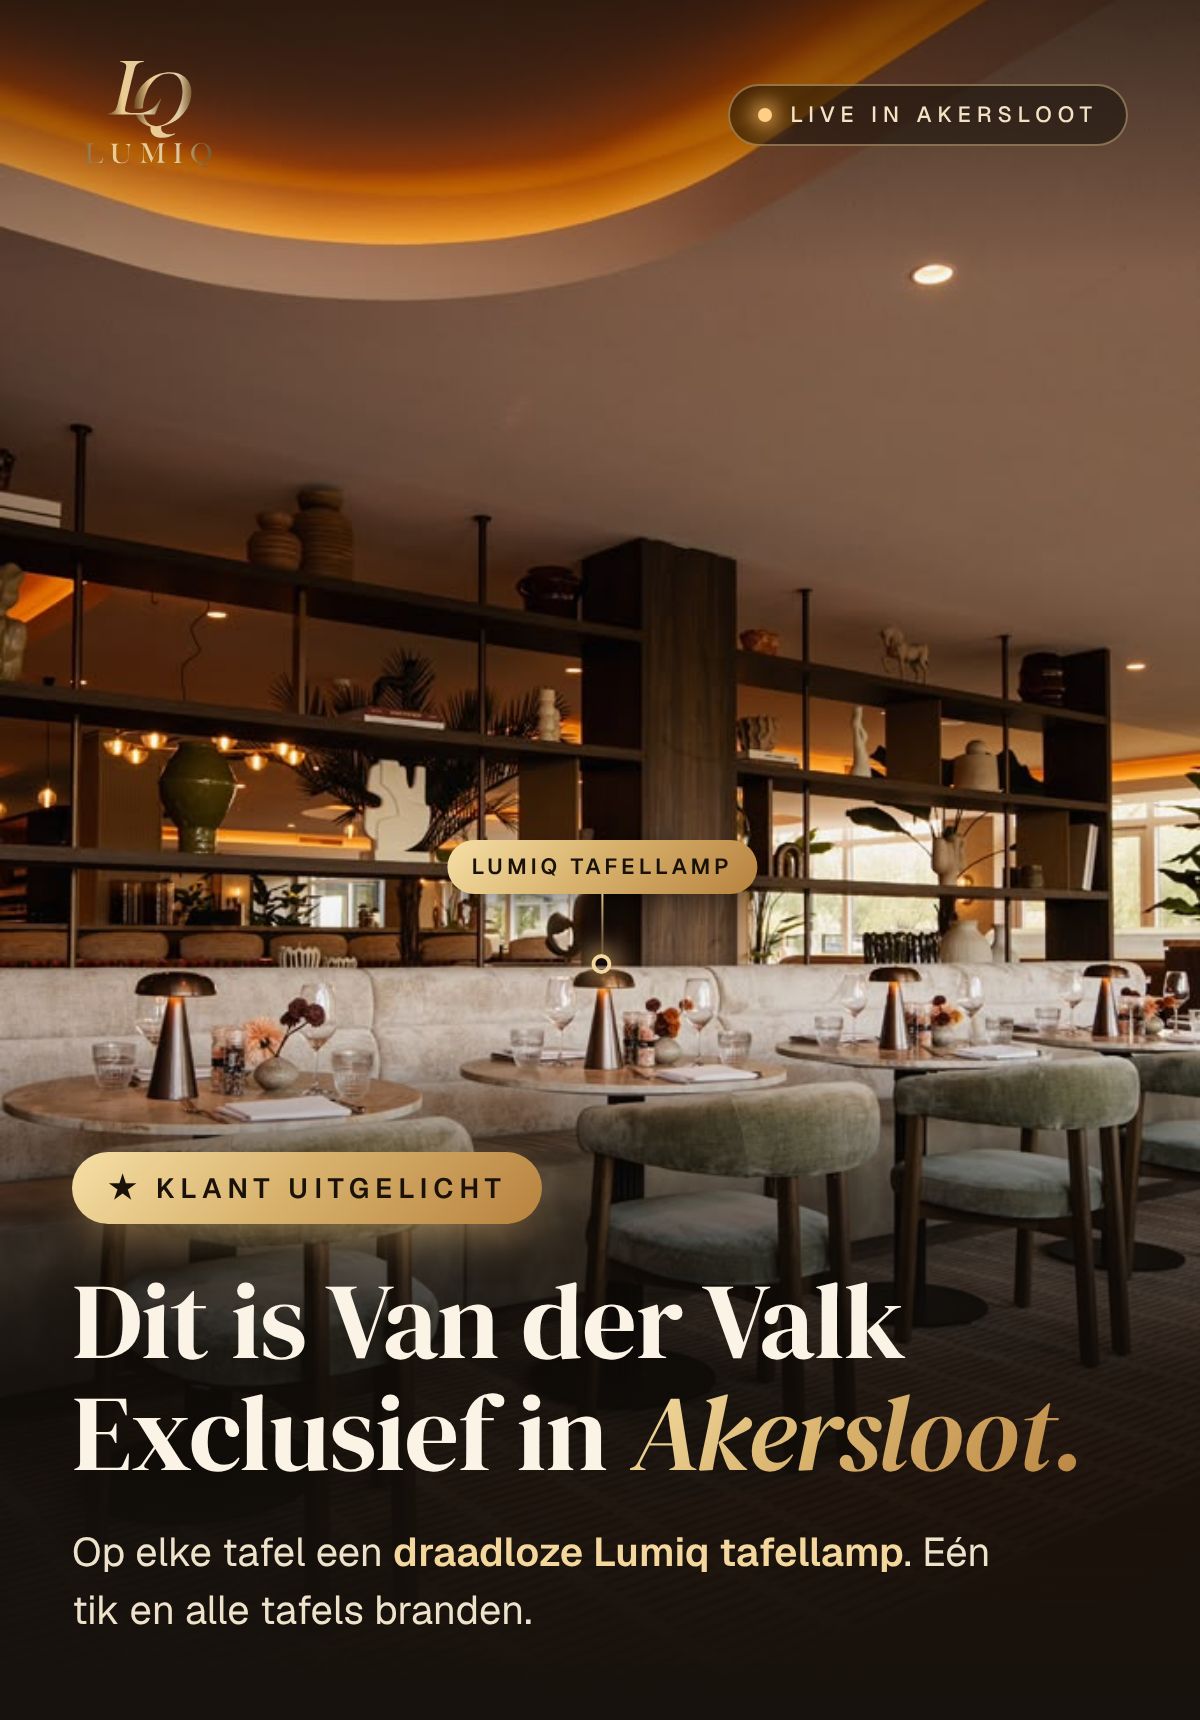 LQ
LUMIQ
LIVE IN AKERSLOOT
LUMIQ TAFELLAMP
★ KLANT UITGELICHT
Dit is Van der Valk
Exclusief in Akersloot.
Op elke tafel een draadloze Lumiq tafellamp. Eén
tik en alle tafels branden.